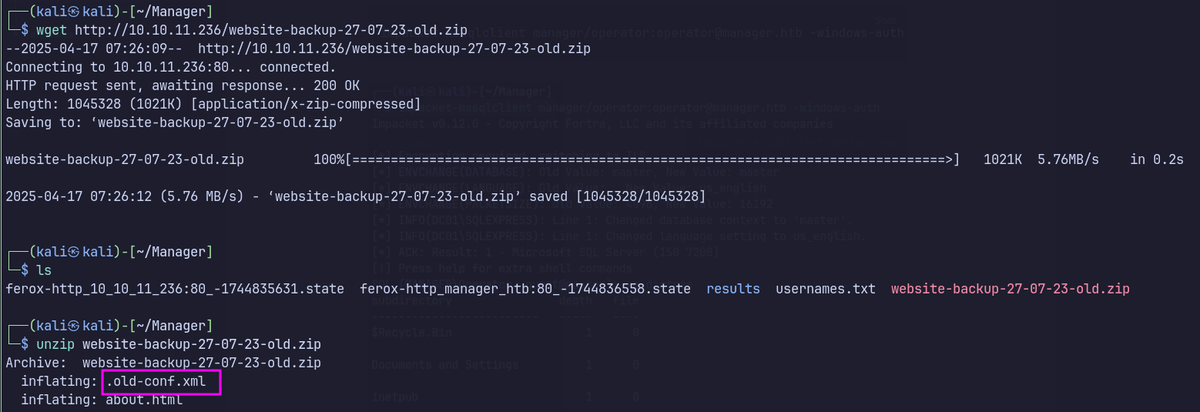 ┌──(kali㉿kali)-[~/Manager]
└─$ wget http://10.10.11.236/website-backup-27-07-23-old.zip
--2025-04-17 07:26:09-- http://10.10.11.236/website-backup-27-07-23-old.zip
Connecting to 10.10.11.236:80... connected.
HTTP request sent, awaiting response... 200 OK
Length: 1045328 (1021K) [application/x-zip-compressed]
Saving to: ‘website-backup-27-07-23-old.zip’
website-backup-27-07-23-old.zip 100%[=============================================================================>] 1021K 5.76MB/s in 0.2s
2025-04-17 07:26:12 (5.76 MB/s) - ‘website-backup-27-07-23-old.zip’ saved [1045328/1045328]
┌──(kali㉿kali)-[~/Manager]
└─$ ls
ferox-http_10_10_11_236:80_-1744835631.state ferox-http_manager_htb:80_-1744836558.state results usernames.txt website-backup-27-07-23-old.zip
┌──(kali㉿kali)-[~/Manager]
└─$ unzip website-backup-27-07-23-old.zip
Archive: website-backup-27-07-23-old.zip
inflating: .old-conf.xml
inflating: about.html